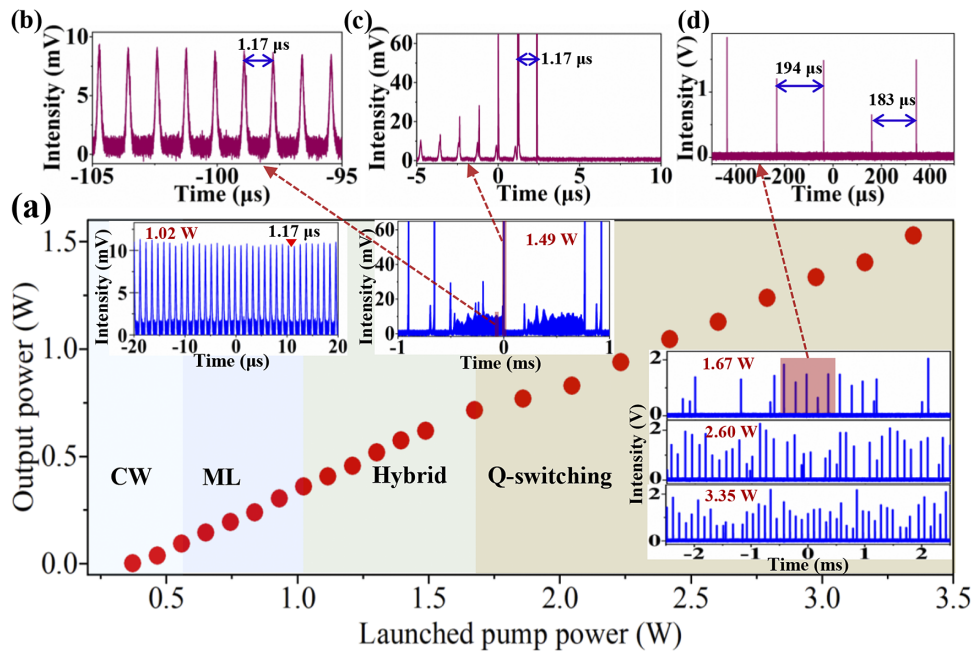 (b)
(c)
(d)
Intensity (mV)
10
5
0
1.17 μs
-105
-100
-95
Time (μs)
Intensity (mV)
60
40
20
0
1.17 μs
-5
0
5
10
Time (μs)
Intensity (V)
2
1
0
194 μs
183 μs
-400
-200
0
200
400
Time (μs)
(a)
Output power (W)
1.5
1.0
0.5
0.0
Intensity (mV)
10
5
0
1.02 W
1.17 μs
-20
-10
0
10
20
Time (μs)
Intensity (mV)
60
40
20
0
1.49 W
-1
0
1
Time (ms)
Intensity (V)
2
0
1.67 W
2
0
2.60 W
2
0
3.35 W
-2
-1
0
1
2
Time (ms)
CW
ML
Hybrid
Q-switching
0.5
1.0
1.5
2.0
2.5
3.0
3.5
Launched pump power (W)